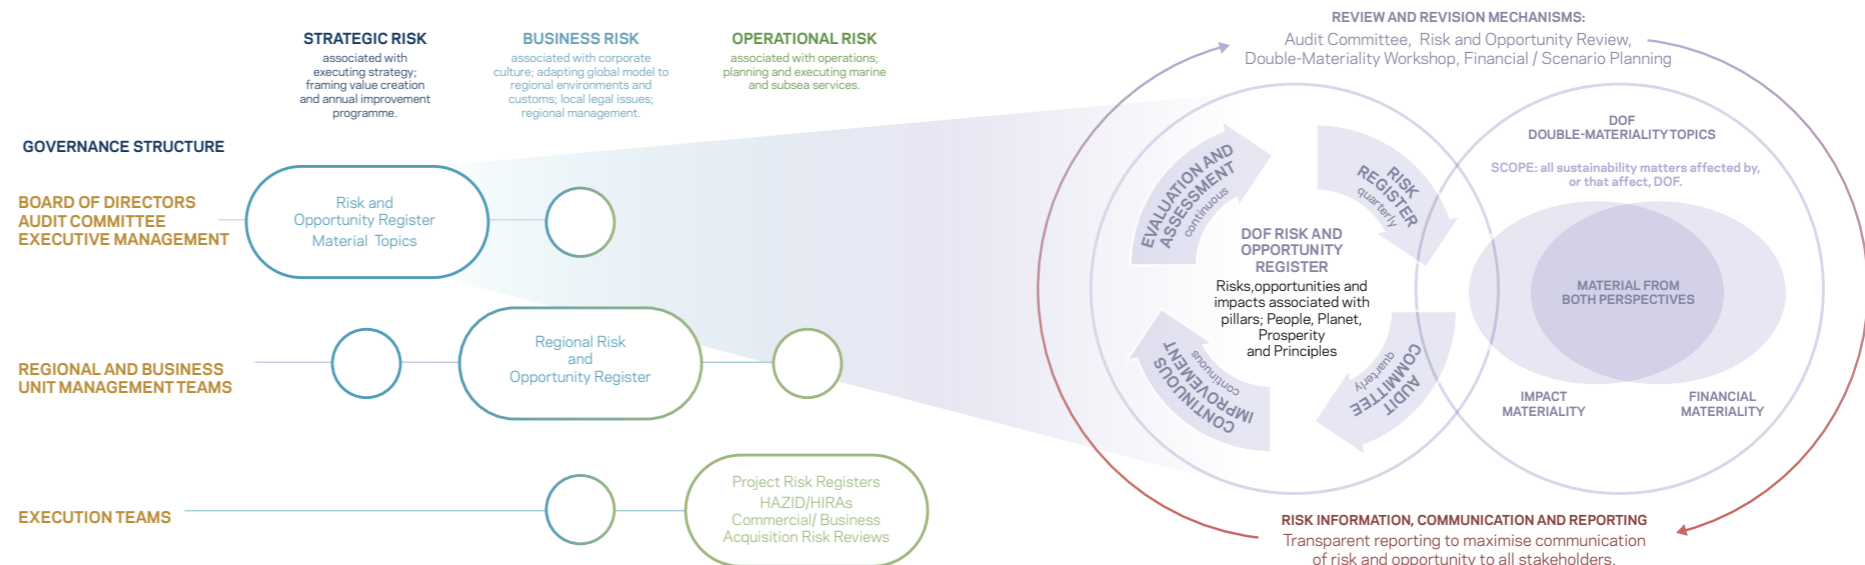 STRATEGIC RISK
associated with
executing strategy;
framing value creation
and annual improvement
programme.
BUSINESS RISK
associated with corporate
culture; adapting global model to
regional environments and
customs; local legal issues;
regional management.
OPERATIONAL RISK
associated with operations;
planning and executing marine
and subsea services.
GOVERNANCE STRUCTURE
BOARD OF DIRECTORS
AUDIT COMMITTEE
EXECUTIVE MANAGEMENT
Risk and
Opportunity Register
Material Topics
REGIONAL AND BUSINESS
UNIT MANAGEMENT TEAMS
Regional Risk
and
Opportunity Register
EXECUTION TEAMS
Project Risk Registers
HAZID/HIRAs
Commercial/ Business
Acquisition Risk Reviews
REVIEW AND REVISION MECHANISMS:
Audit Committee, Risk and Opportunity Review,
Double-Materiality Workshop, Financial / Scenario Planning
EVALUATION AND
ASSESSMENT
continuous
RISK
REGISTER
quarterly
AUDIT
COMMITTEE
quarterly
CONTINUOUS
IMPROVEMENT
continuous
DOF RISK AND
OPPORTUNITY
REGISTER
Risks,opportunities and
impacts associated with
pillars; People, Planet,
Prosperity
and Principles
DOF
DOUBLE-MATERIALITY TOPICS
SCOPE: all sustainability matters affected by,
or that affect, DOF.
MATERIAL FROM
BOTH PERSPECTIVES
IMPACT
MATERIALITY
FINANCIAL
MATERIALITY
RISK INFORMATION, COMMUNICATION AND REPORTING
Transparent reporting to maximise communication
of risk and opportunity to all stakeholders.